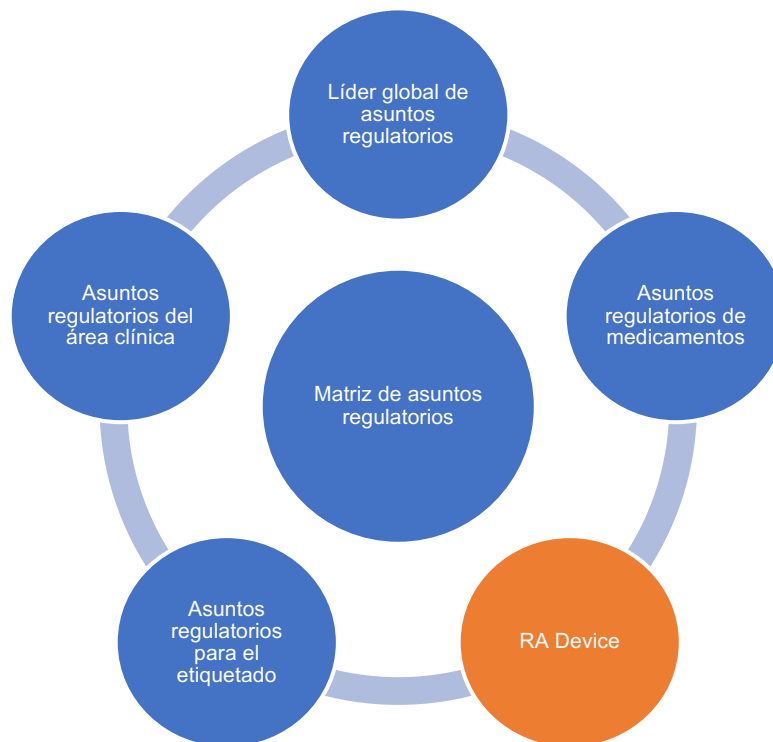 Líder global de
asuntos
regulatorios
Asuntos
regulatorios del
área clínica
Asuntos
regulatorios de
medicamentos
Matriz de asuntos
regulatorios
Asuntos
regulatorios
para el
etiquetado
RA Device